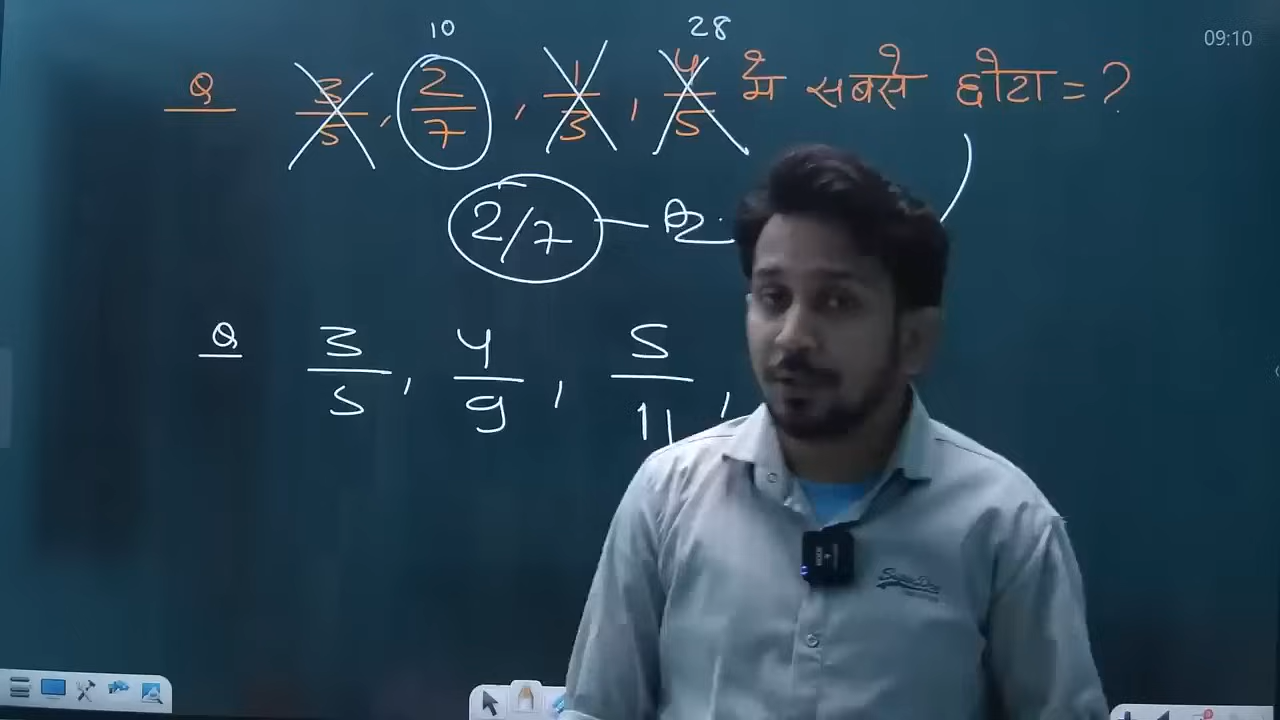 10 28
09:10
Q 3/5, 2/7, 1/3, 4/5 में सबसे छोटा = ?
2/7 —
Q 3/5, 4/9, 5/11,